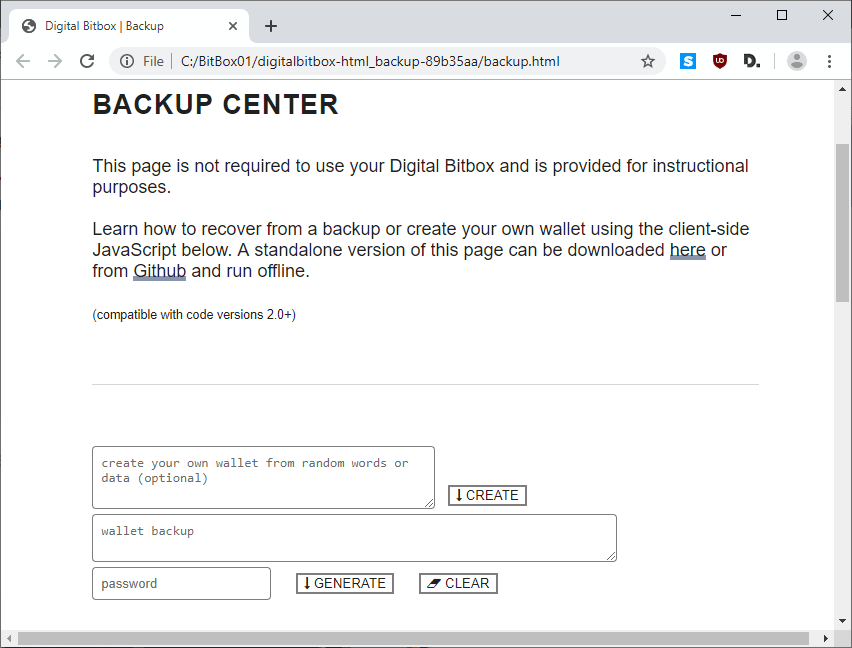 Digital Bitbox | Backup
File C:/BitBox01/digitalbitbox-html_backup-89b35aa/backup.html
S UD D.
BACKUP CENTER
This page is not required to use your Digital Bitbox and is provided for instructional
purposes.
Learn how to recover from a backup or create your own wallet using the client-side
JavaScript below. A standalone version of this page can be downloaded here or
from Github and run offline.
(compatible with code versions 2.0+)
create your own wallet from random words or
data (optional)
CREATE
wallet backup
password
GENERATE
CLEAR